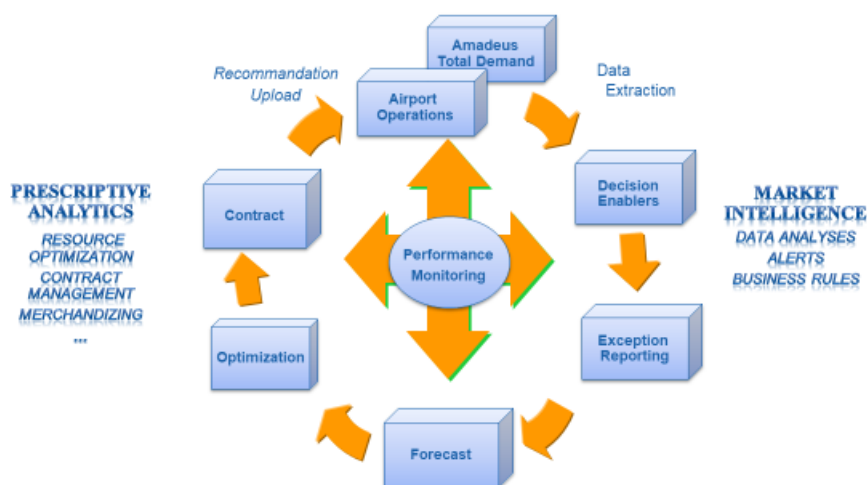 Amadeus
Total Demand
Recommandation
Upload
Data
Extraction
Airport
Operations
PRESCRIPTIVE
ANALYTICS
RESOURCE
OPTIMIZATION
CONTRACT
MANAGEMENT
MERCHANDIZING
...
Contract
Decision
Enablers
MARKET
INTELLIGENCE
DATA ANALYSES
ALERTS
BUSINESS RULES
Performance
Monitoring
Optimization
Exception
Reporting
Forecast